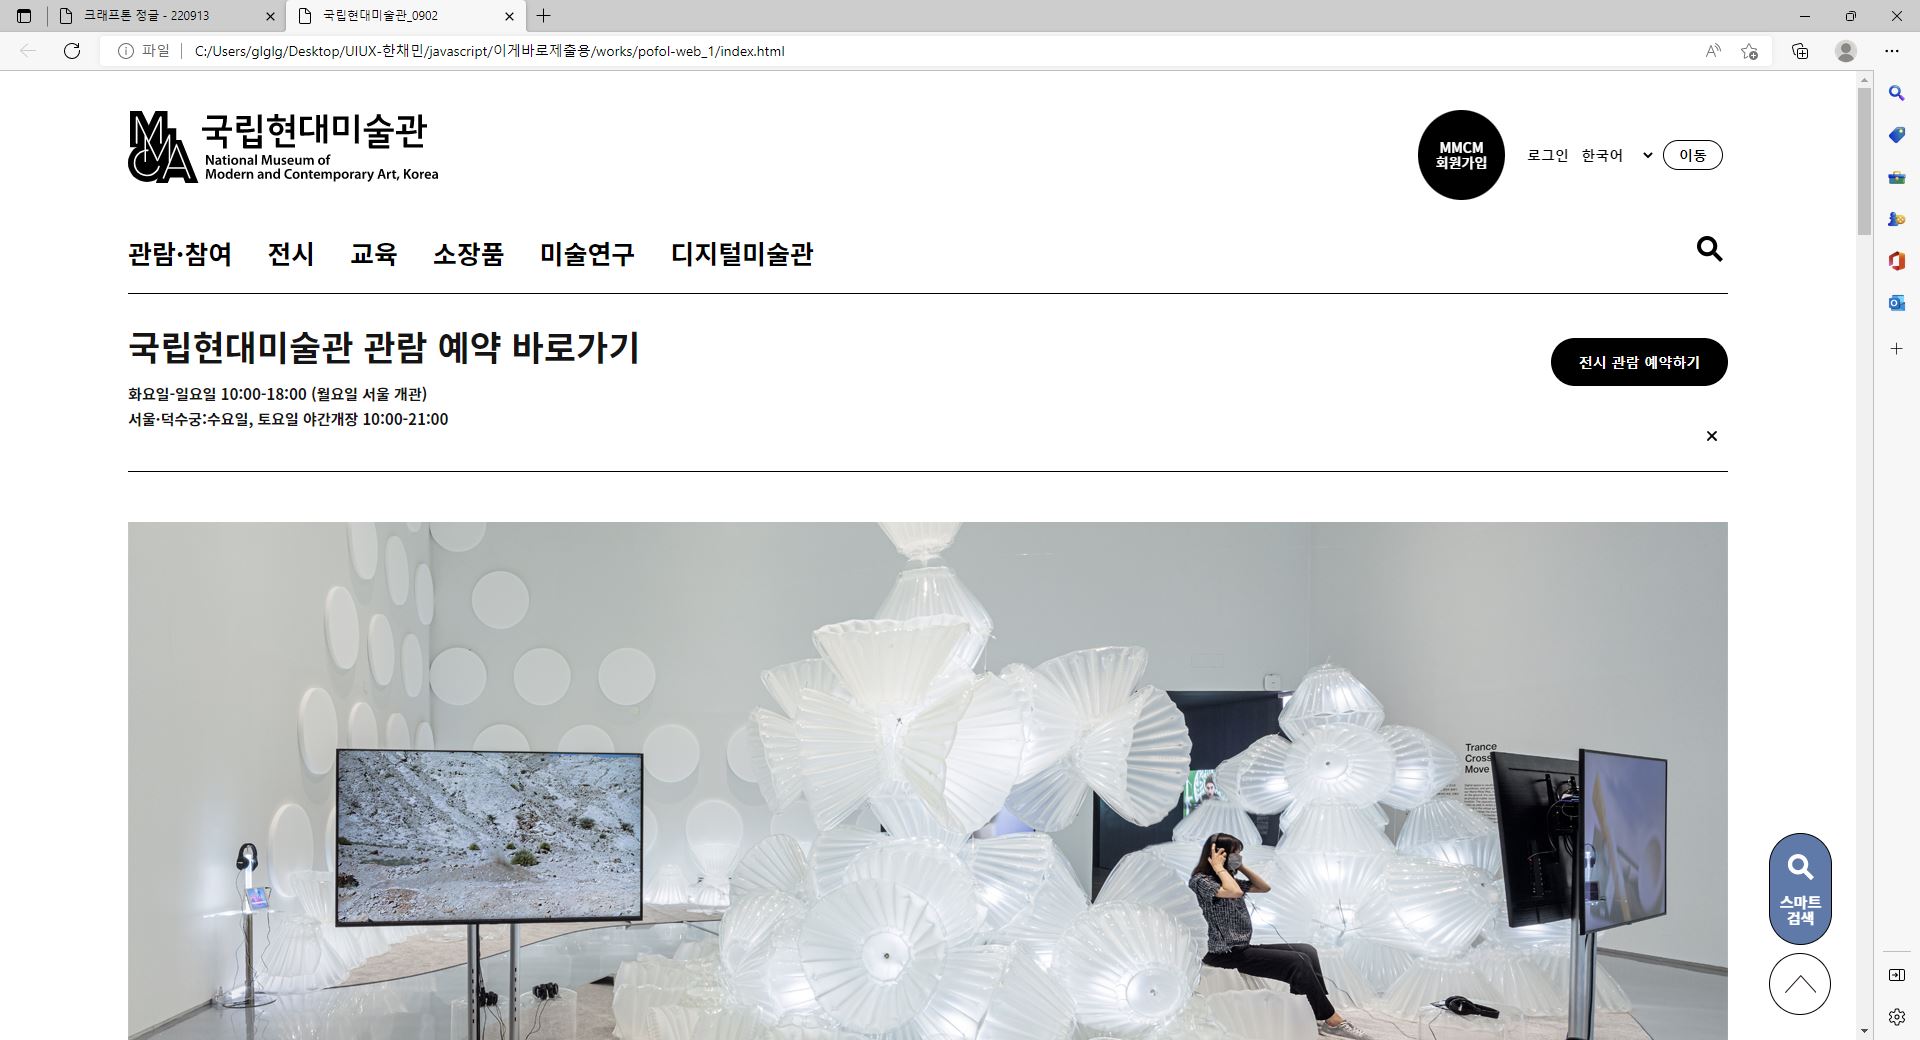 크래프톤 정글 - 220913
국립현대미술관_0902
파일
C:/Users/glglg/Desktop/UIUX-한채민/javascript/이게바로제출용/works/pofol-web_1/index.html
국립현대미술관
National Museum of
Modern and Contemporary Art, Korea
MMCM
회원가입
로그인 한국어 이동
관람·참여 전시 교육 소장품 미술연구 디지털미술관
국립현대미술관 관람 예약 바로가기
전시 관람 예약하기
화요일-일요일 10:00-18:00 (월요일 서울 개관)
서울·덕수궁:수요일, 토요일 야간개장 10:00-21:00
Trance
Cross
Move
스마트
검색